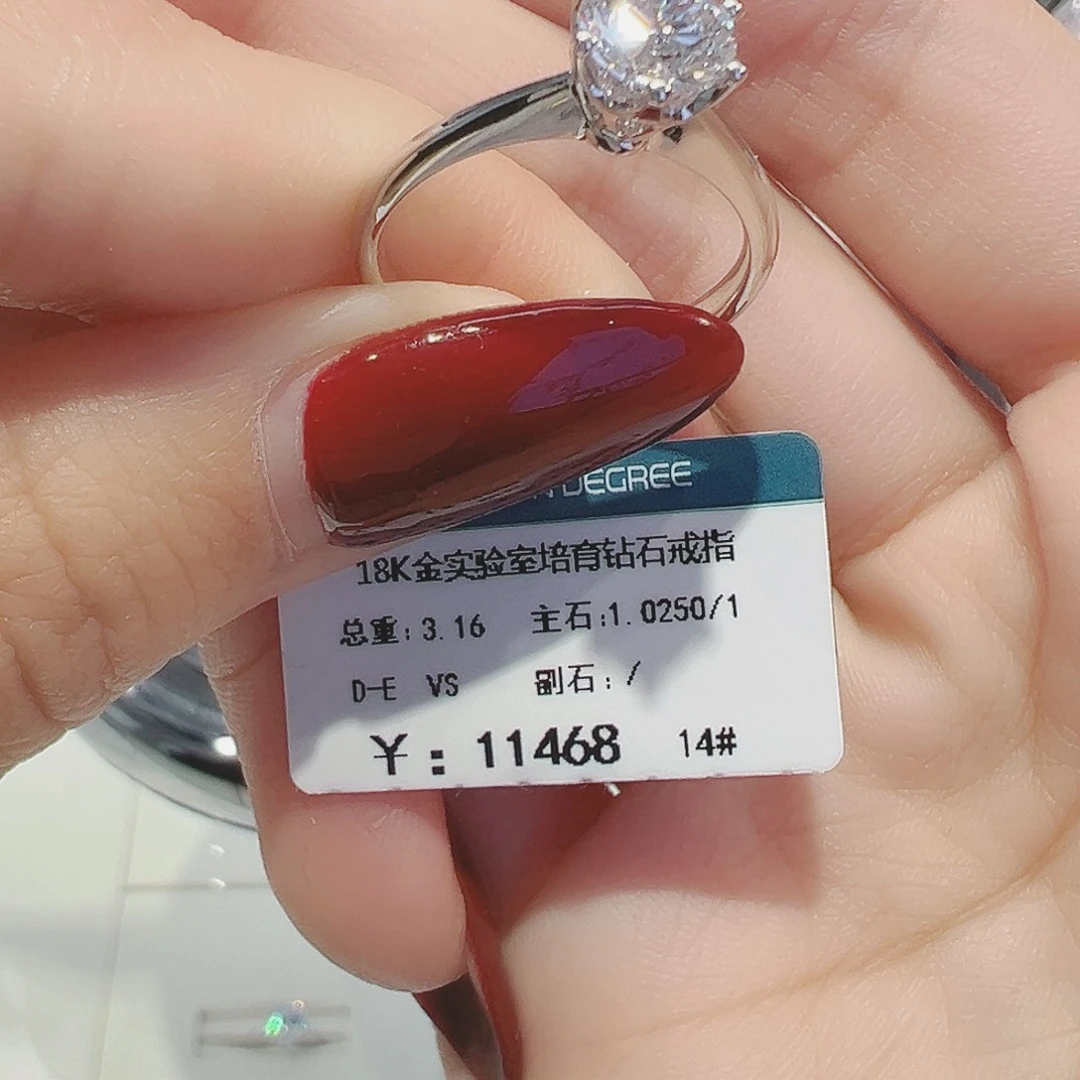 DEGREE
18K金实验室培育钻石戒指
总重:3.16 主石:1.0250/1
D-E VS 副石:/
¥:11468 14#